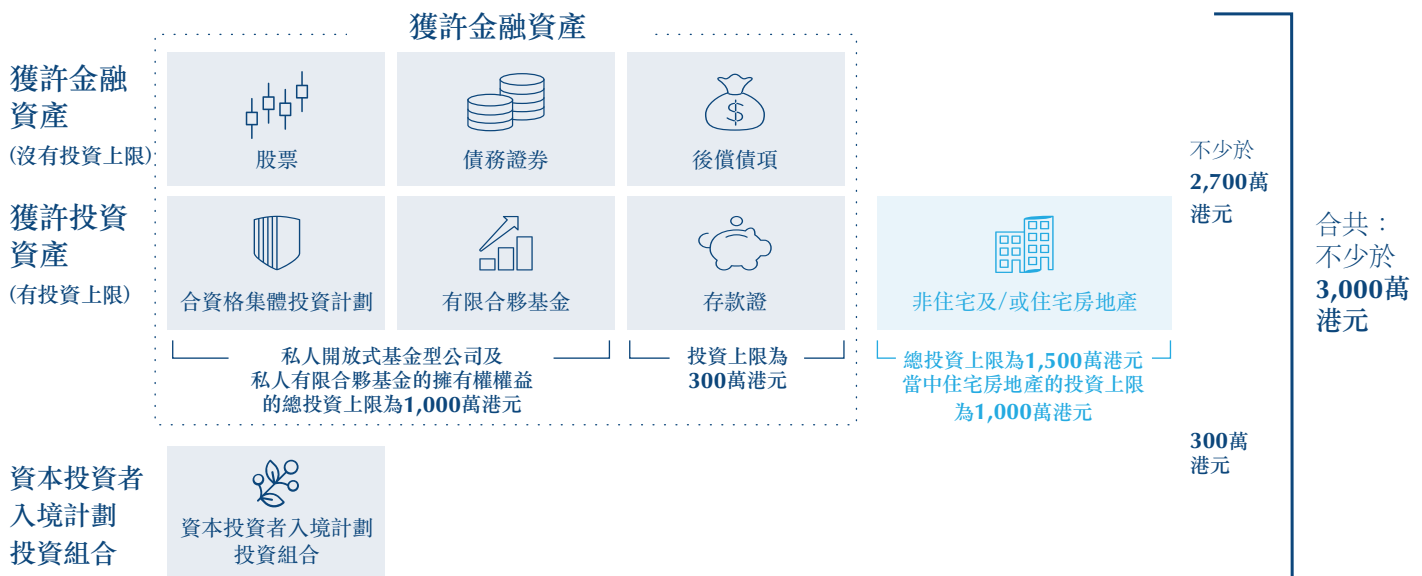 獲許金融資產
獲許金融
資產
(沒有投資上限)
股票
債務證券
$
後償債項
不少於
2,700萬
港元
獲許投資
資產
(有投資上限)
合資格集體投資計劃
有限合夥基金
存款證
非住宅及/或住宅房地產
合共：
不少於
3,000萬
港元
私人開放式基金型公司及
私人有限合夥基金的擁有權權益
的總投資上限為1,000萬港元
投資上限為
300萬港元
總投資上限為1,500萬港元
當中住宅房地產的投資上限
為1,000萬港元
300萬
港元
資本投資者
入境計劃
投資組合
資本投資者入境計劃
投資組合